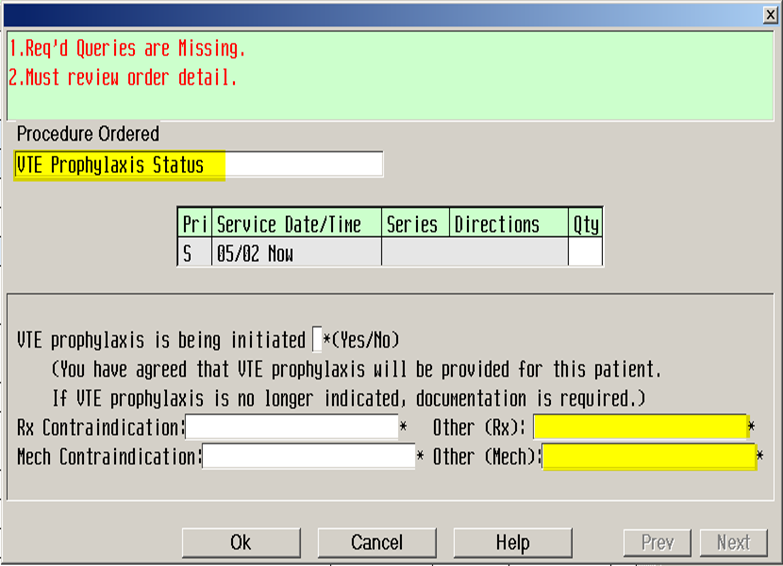 X
1.Req'd Queries are Missing.
2.Must review order detail.
Procedure Ordered
VTE Prophylaxis Status
Pri Service Date/Time Series Directions Qty
S 05/02 Now
VTE prophylaxis is being initiated *(Yes/No)
(You have agreed that VTE prophylaxis will be provided for this patient.
If VTE prophylaxis is no longer indicated, documentation is required.)
Rx Contraindication: * Other (Rx): *
Mech Contraindication: * Other (Mech): *
Ok Cancel Help Prev Next